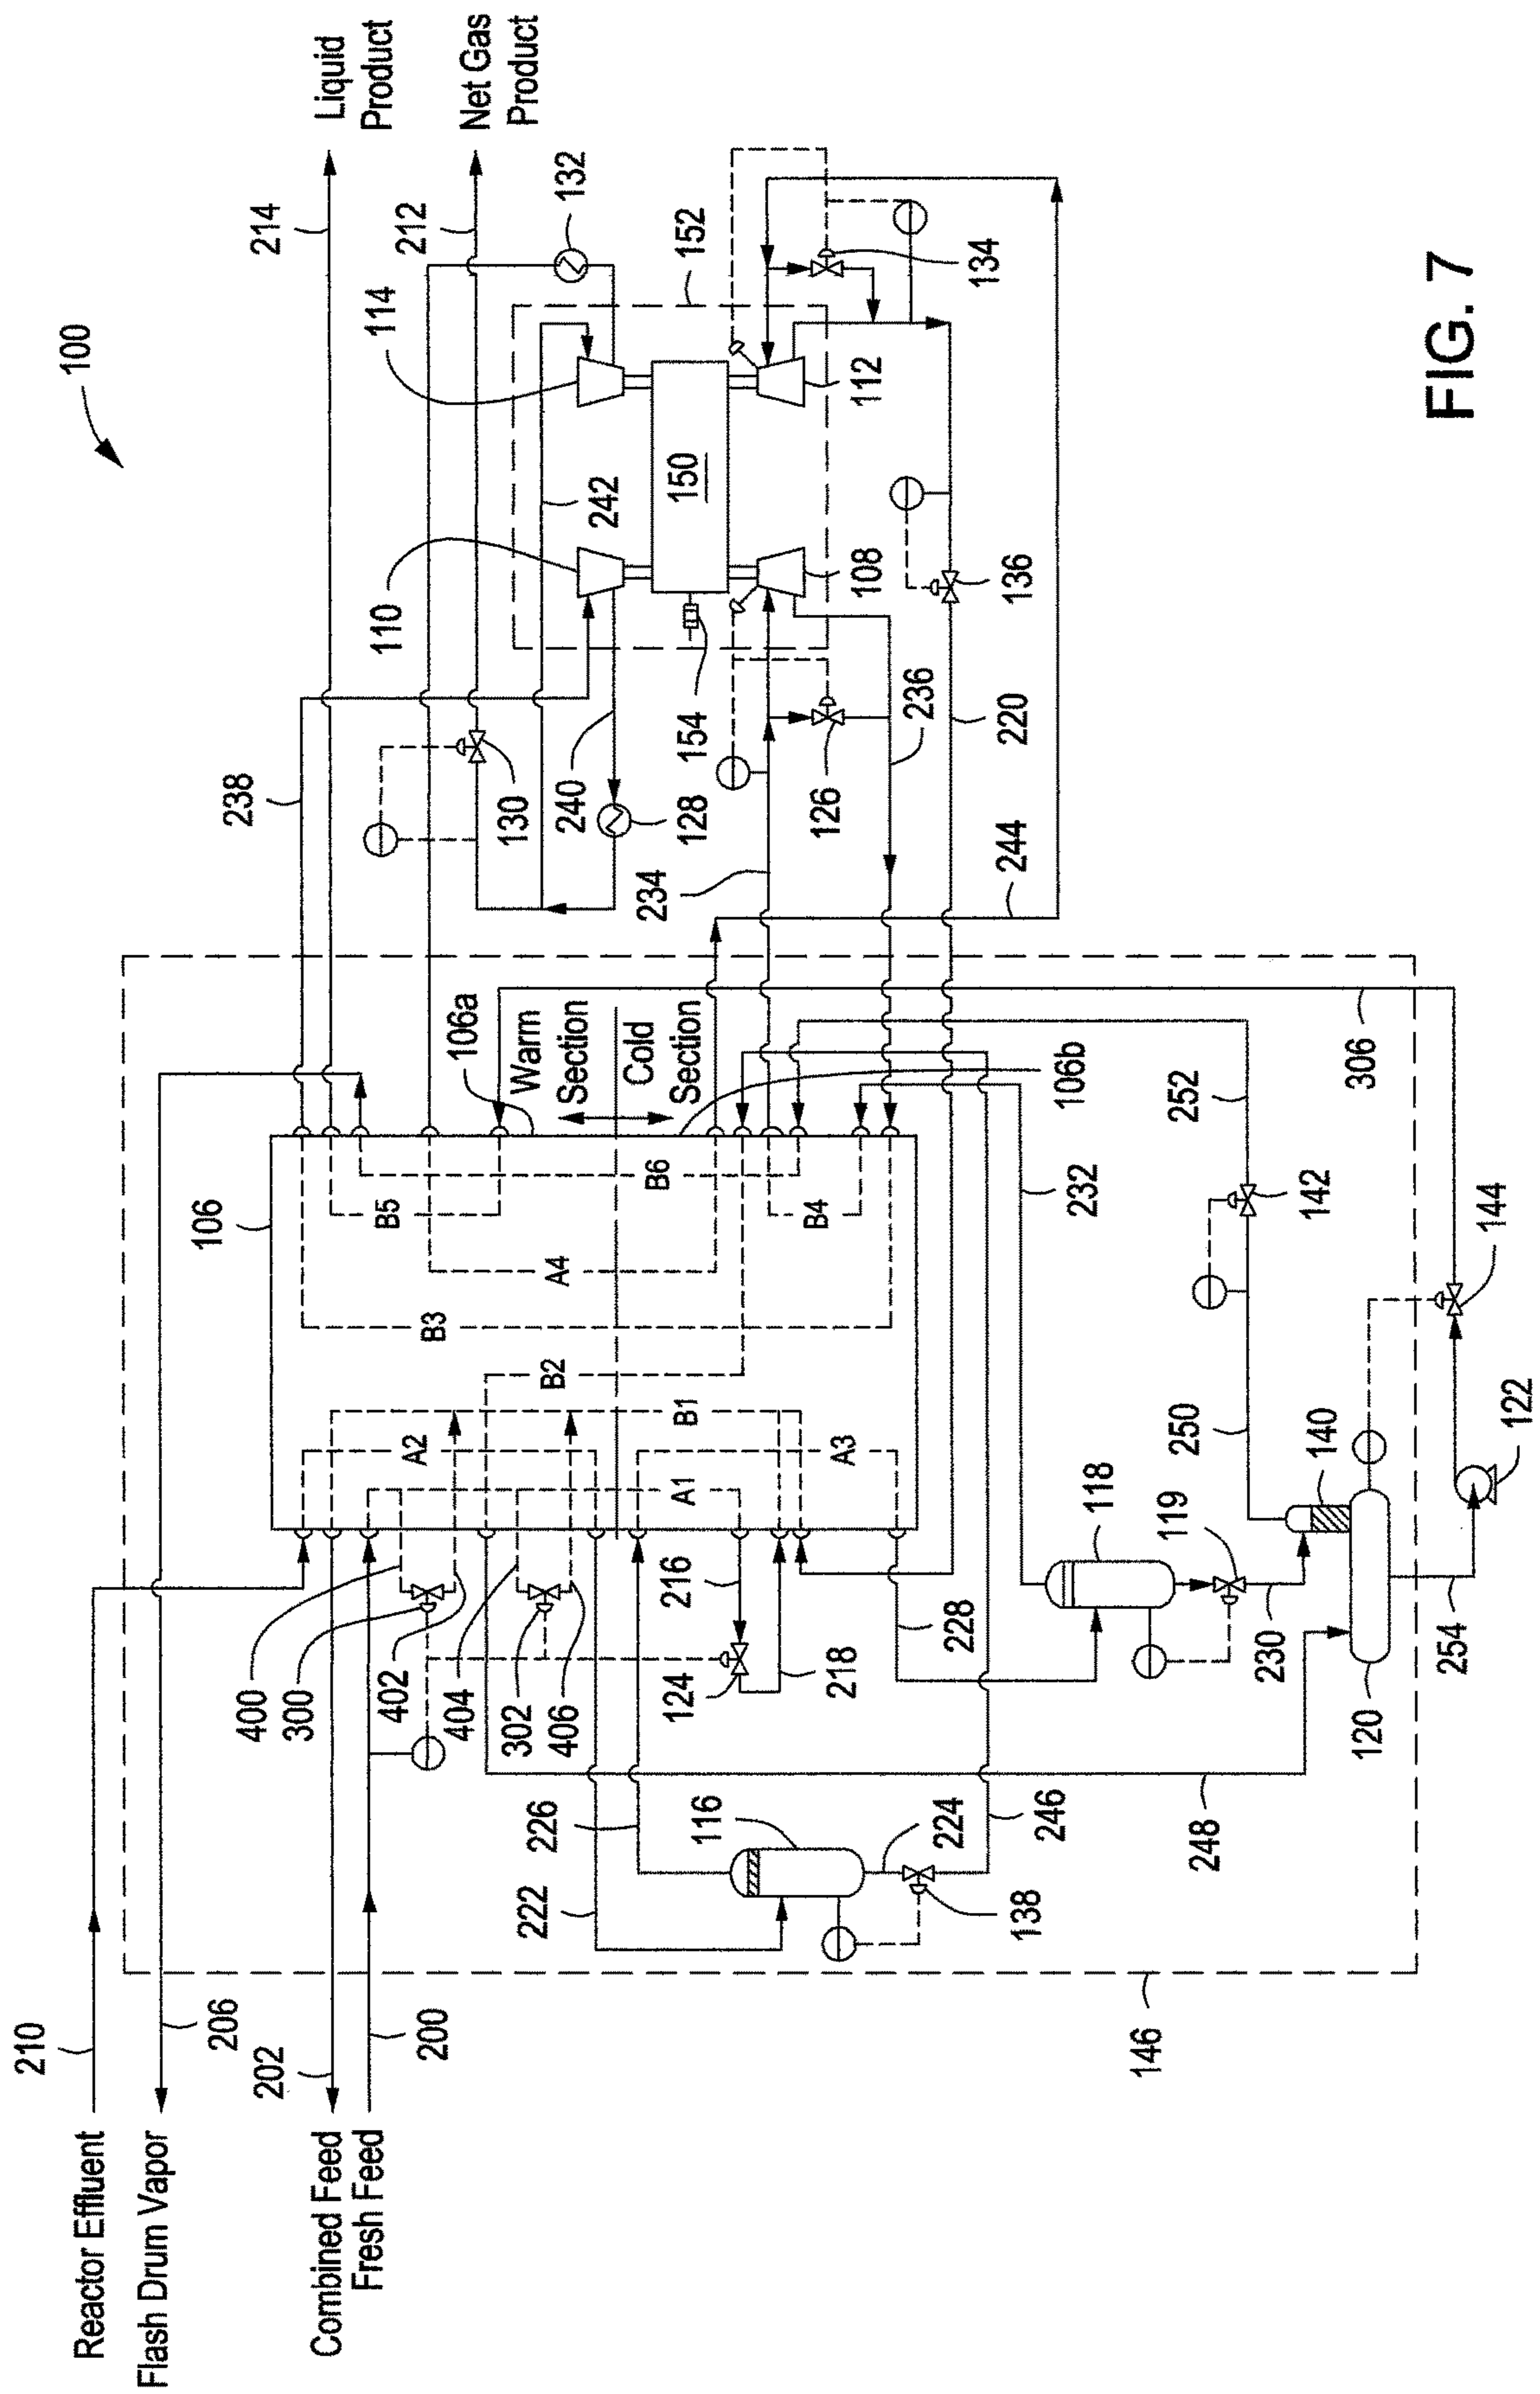 210
100
Reactor Effluent
Flash Drum Vapor
206
106
238
214
202
400
300
Combined Feed
Fresh Feed
Liquid
Product
402
B5
110
114
212
A2
B3
200
404
106a
Net Gas
Product
302
222
226
406
B2
A4
Warm
Section
130
240
242
132
Cold
Section
216
A1
B1
B6
234
128
150
154
152
124
116
218
A3
B4
106b
126
108
112
224
228
236
134
138
246
118
232
244
220
136
146
119
248
230
250
252
142
140
306
120
254
144
122
FIG. 7